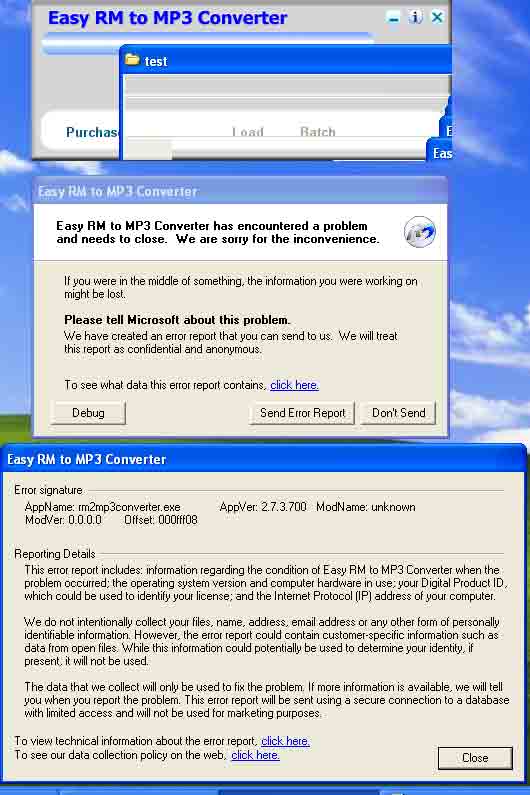 Easy RM to MP3 Converter
test
Purchas
Load
Batch
E
Eas
Easy RM to MP3 Converter
Easy RM to MP3 Converter has encountered a problem
and needs to close. We are sorry for the inconvenience.
If you were in the middle of something, the information you were working on
might be lost.
Please tell Microsoft about this problem.
We have created an error report that you can send to us. We will treat
this report as confidential and anonymous.
To see what data this error report contains, click here.
Debug
Send Error Report
Don't Send
Easy RM to MP3 Converter
Error signature
AppName: rm2mp3converter.exe AppVer: 2.7.3.700 ModName: unknown
ModVer: 0.0.0.0 Offset: 000fff08
Reporting Details
This error report includes: information regarding the condition of Easy RM to MP3 Converter when the
problem occurred; the operating system version and computer hardware in use; your Digital Product ID,
which could be used to identify your license; and the Internet Protocol (IP) address of your computer.
We do not intentionally collect your files, name, address, email address or any other form of personally
identifiable information. However, the error report could contain customer-specific information such as
data from open files. While this information could potentially be used to determine your identity, if
present, it will not be used.
The data that we collect will only be used to fix the problem. If more information is available, we will tell
you when you report the problem. This error report will be sent using a secure connection to a database
with limited access and will not be used for marketing purposes.
To view technical information about the error report, click here.
To see our data collection policy on the web, click here.
Close